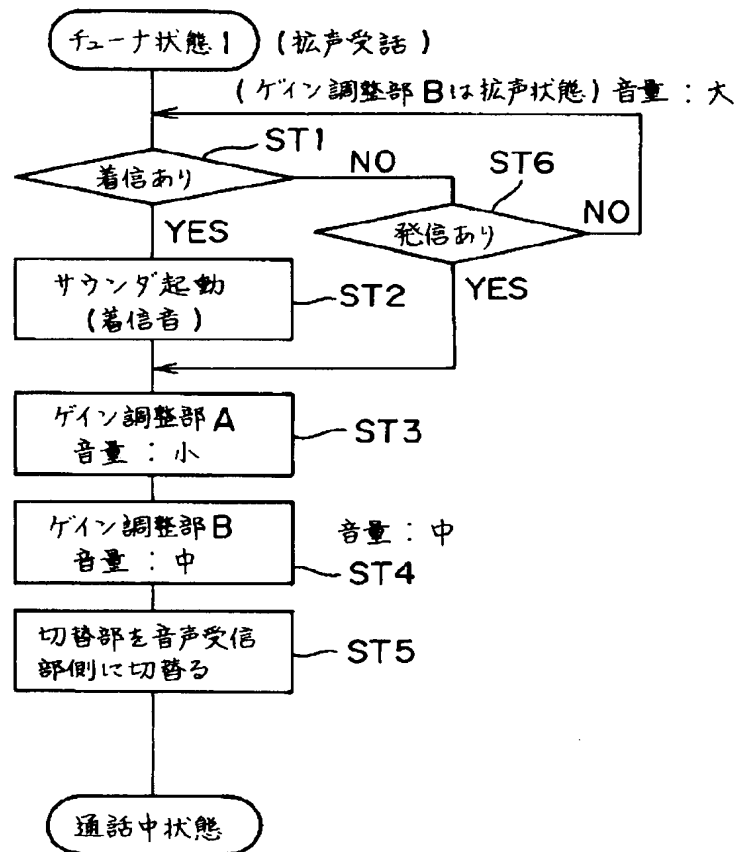 チューナ状態1 (拡声受話)
(ゲイン調整部Bは拡声状態) 音量:大
ST1
着信あり
NO
ST6
発信あり
NO
YES
サウンダ起動
(着信音)
ST2
YES
ゲイン調整部A
音量:小
ST3
ゲイン調整部B
音量:中
音量:中
ST4
切替部を音声受信
部側に切替る
ST5
通話中状態